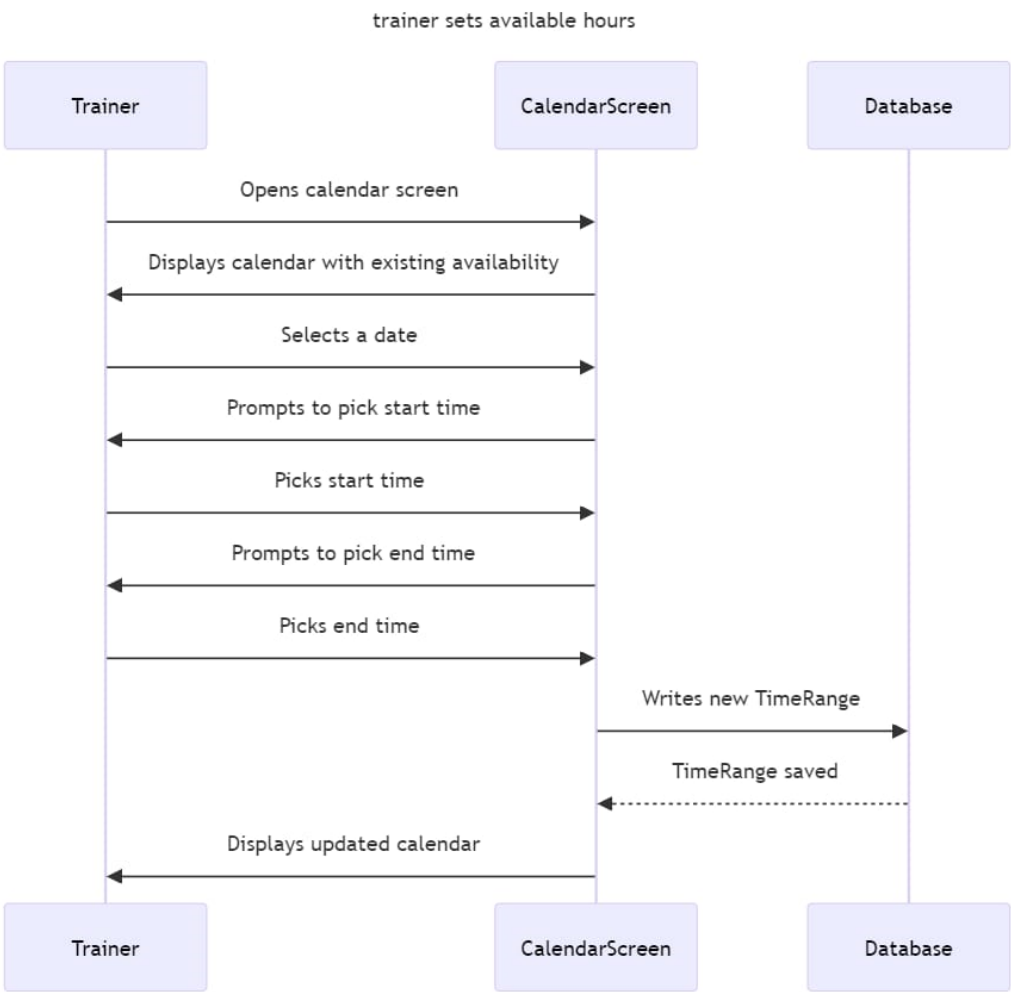 trainer sets available hours
Trainer
CalendarScreen
Database
Opens calendar screen
Displays calendar with existing availability
Selects a date
Prompts to pick start time
Picks start time
Prompts to pick end time
Picks end time
Writes new TimeRange
TimeRange saved
Displays updated calendar
Trainer
CalendarScreen
Database